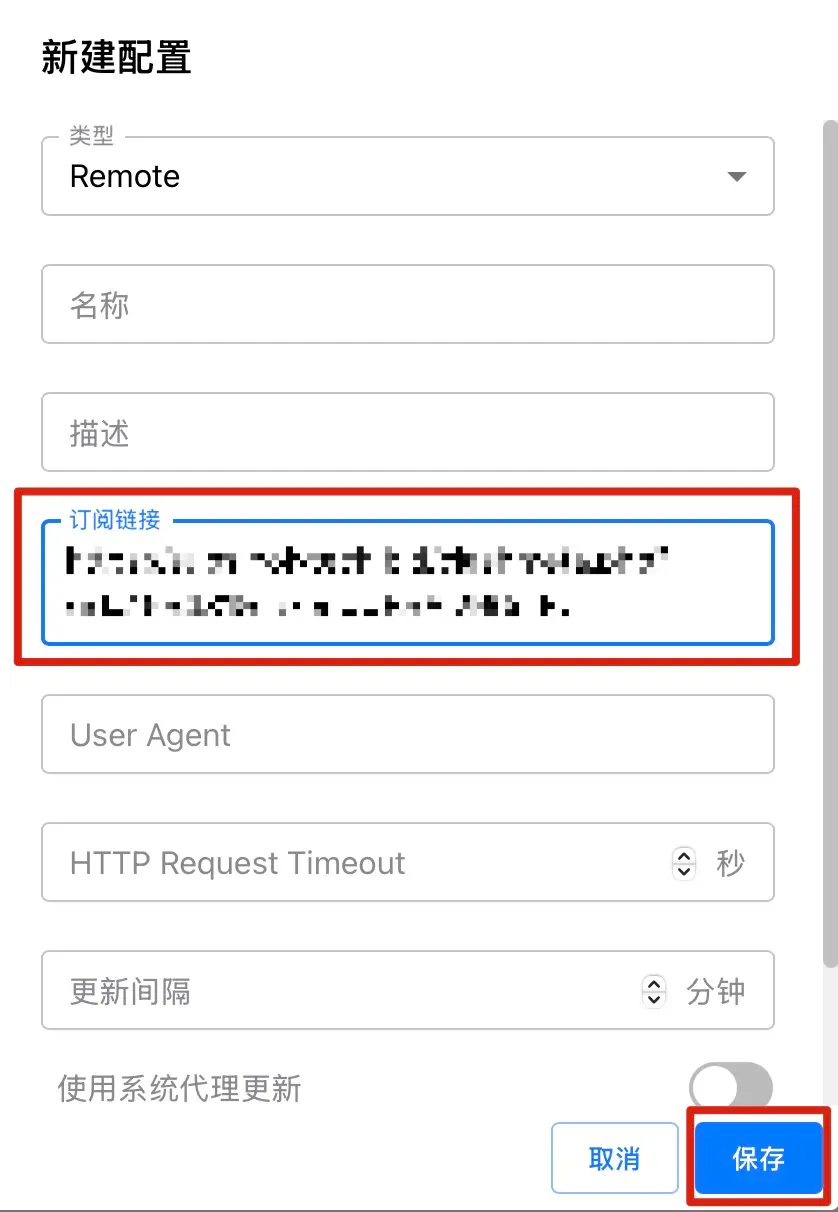 新建配置
类型
Remote
名称
描述
订阅链接
User Agent
HTTP Request Timeout
秒
更新间隔
分钟
使用系统代理更新
取消
保存